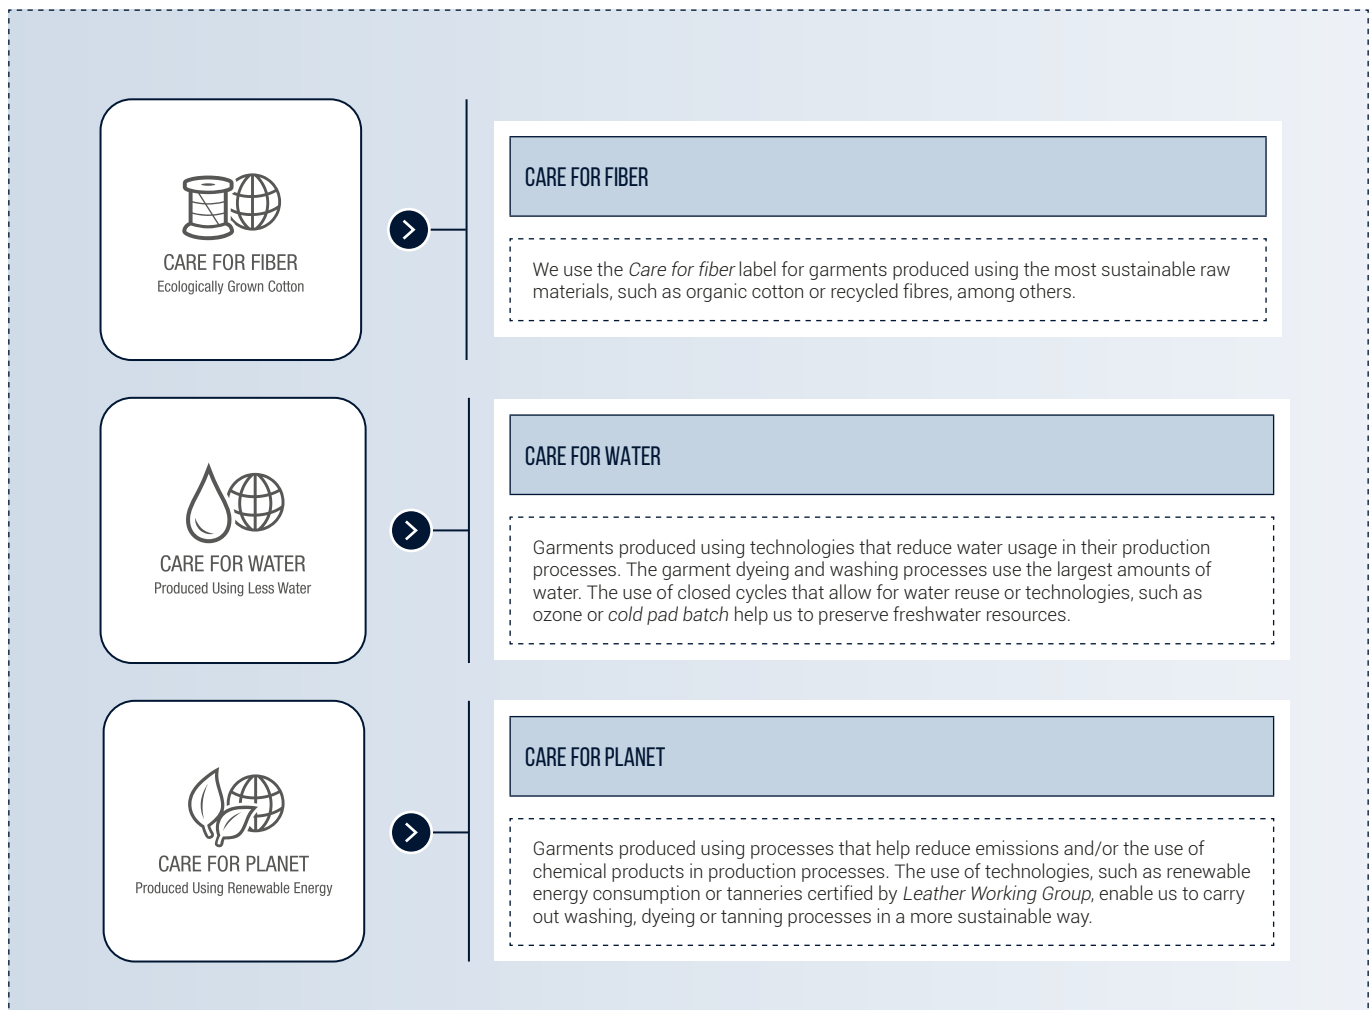 CARE FOR FIBER
Ecologically Grown Cotton
CARE FOR FIBER
We use the Care for fiber label for garments produced using the most sustainable raw
materials, such as organic cotton or recycled fibres, among others.
CARE FOR WATER
Produced Using Less Water
CARE FOR WATER
Garments produced using technologies that reduce water usage in their production
processes. The garment dyeing and washing processes use the largest amounts of
water. The use of closed cycles that allow for water reuse or technologies, such as
ozone or cold pad batch help us to preserve freshwater resources.
CARE FOR PLANET
Produced Using Renewable Energy
CARE FOR PLANET
Garments produced using processes that help reduce emissions and/or the use of
chemical products in production processes. The use of technologies, such as renewable
energy consumption or tanneries certified by Leather Working Group, enable us to carry
out washing, dyeing or tanning processes in a more sustainable way.